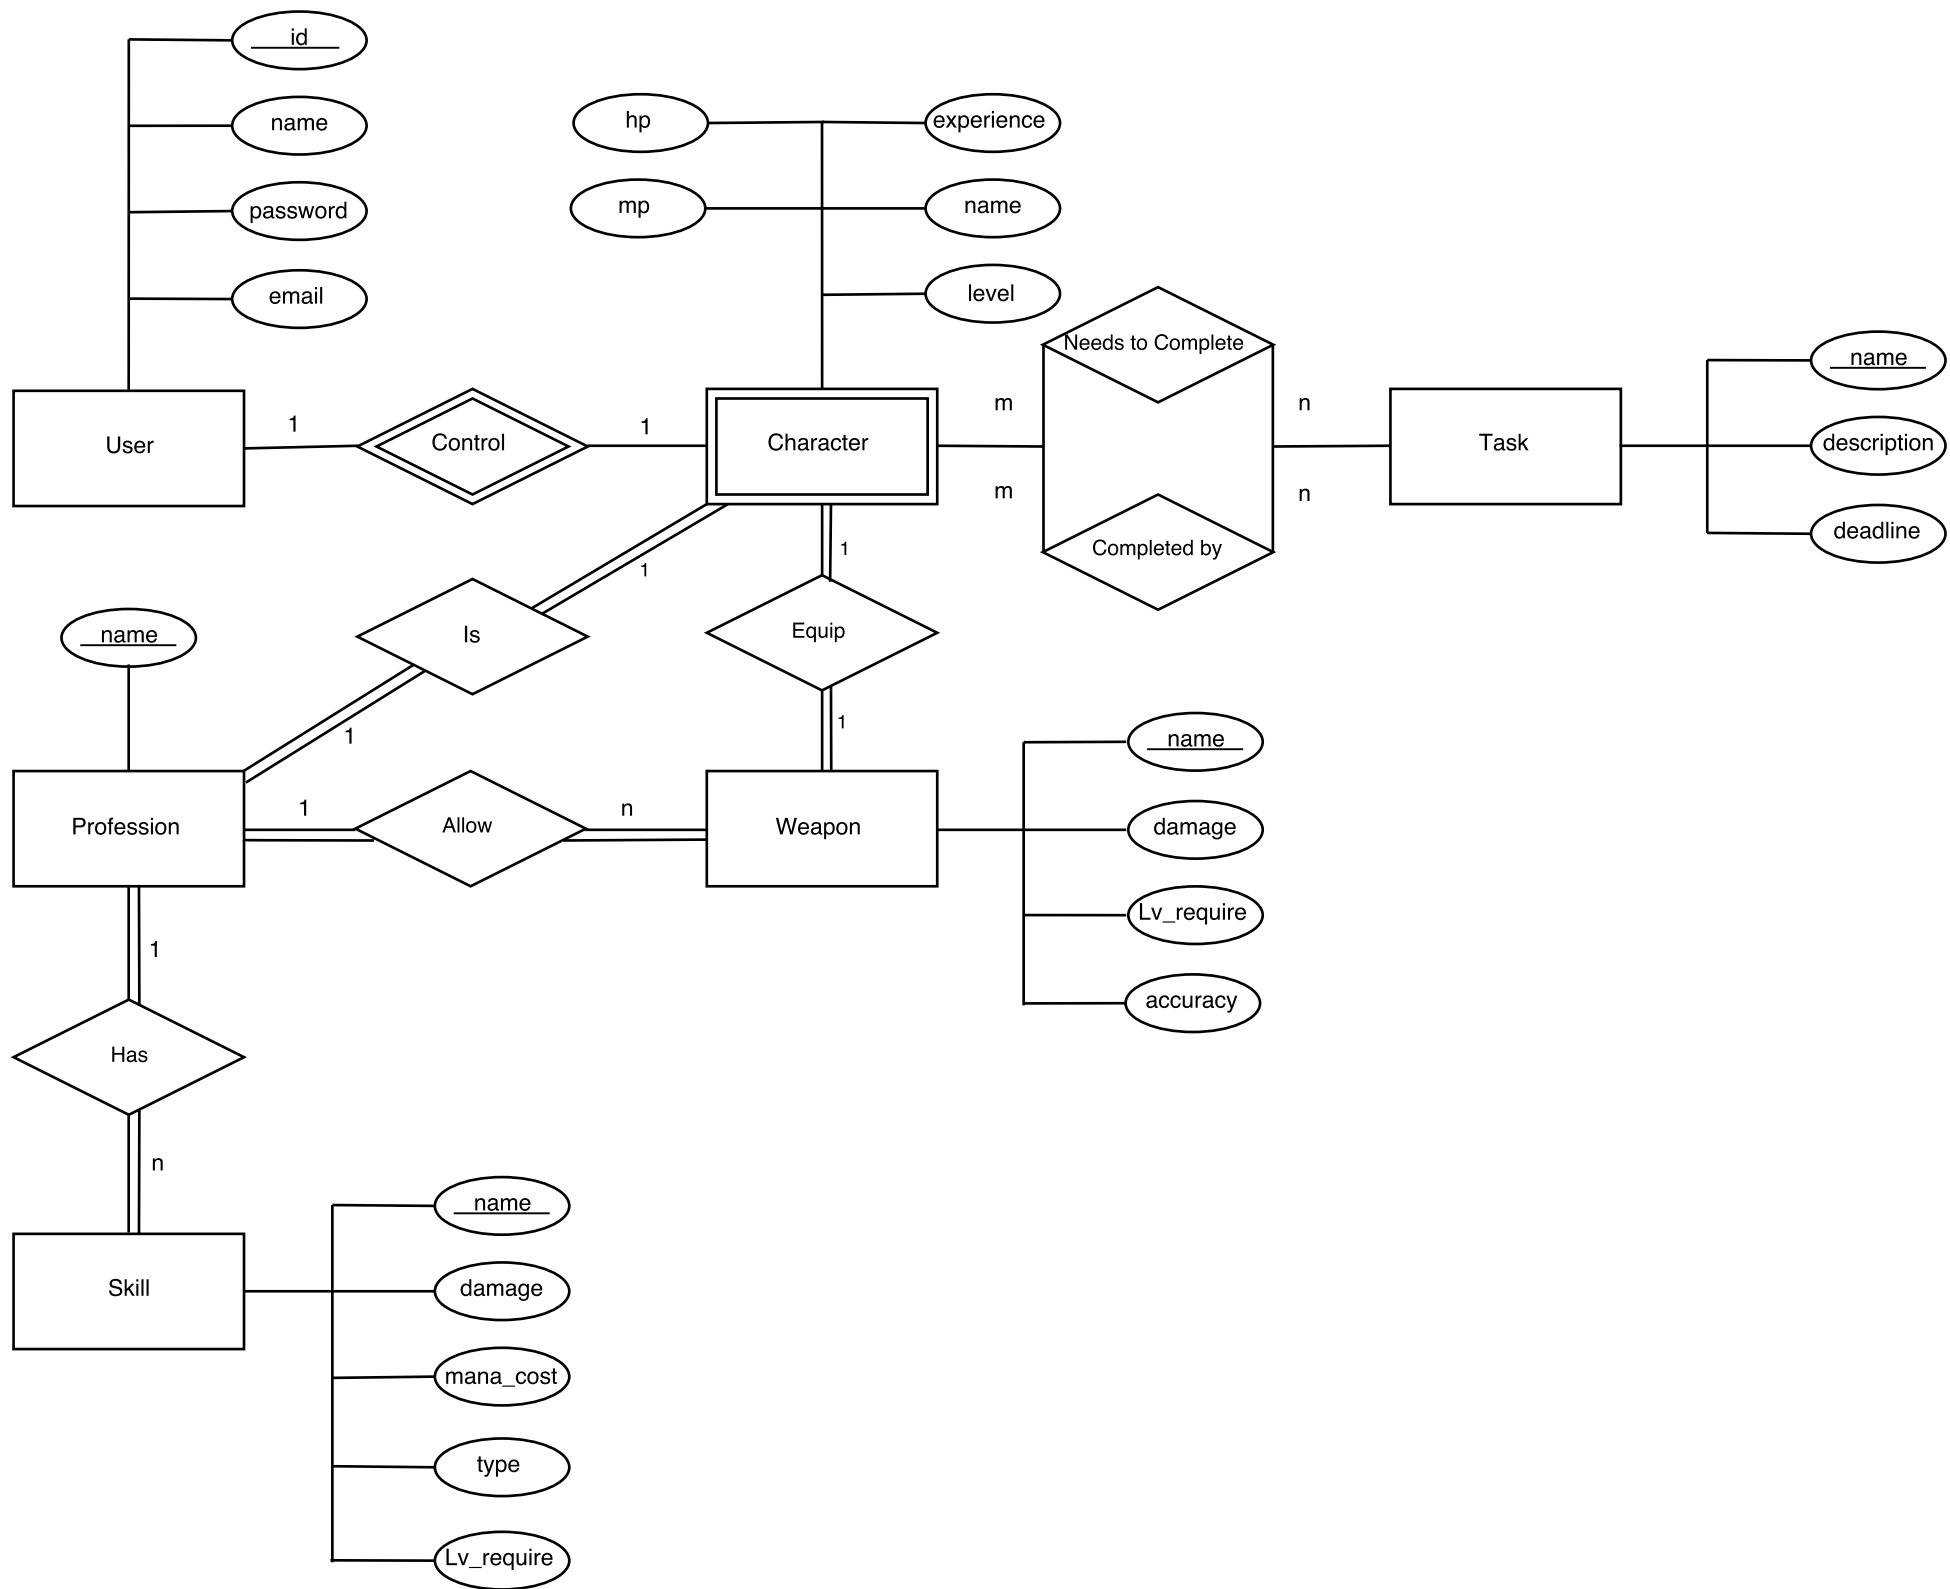 id
name
password
email
hp
experience
mp
name
level
Needs to Complete
name
description
deadline
User
1
Control
1
Character
m
n
Task
m
n
Completed by
1
1
Is
Equip
name
1
1
Profession
1
Allow
n
Weapon
name
damage
Lv_require
accuracy
1
Has
n
Skill
name
damage
mana_cost
type
Lv_require